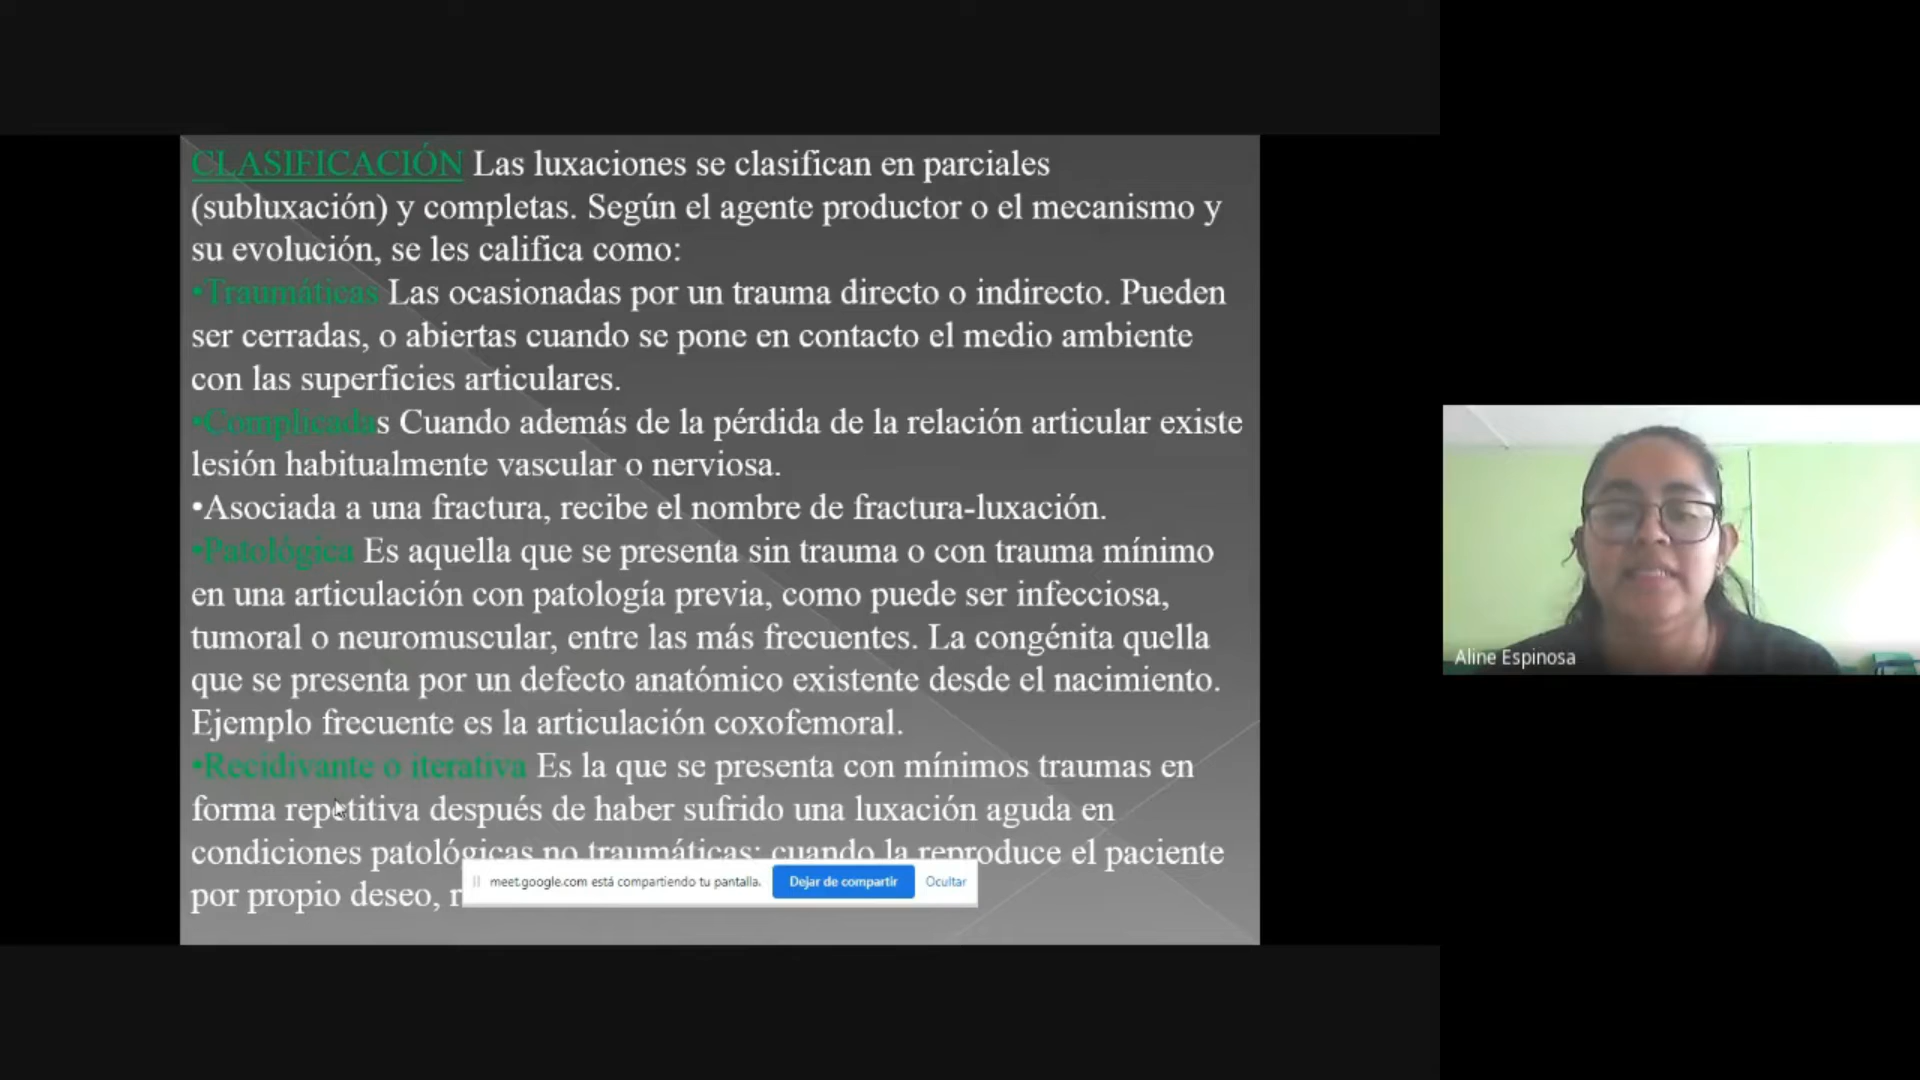 CLASIFICACIÓN Las luxaciones se clasifican en parciales
(subluxación) y completas. Según el agente productor o el mecanismo y
su evolución, se les califica como:
•Traumáticas Las ocasionadas por un trauma directo o indirecto. Pueden
ser cerradas, o abiertas cuando se pone en contacto el medio ambiente
con las superficies articulares.
•Complicadas Cuando además de la pérdida de la relación articular existe
lesión habitualmente vascular o nerviosa.
•Asociada a una fractura, recibe el nombre de fractura-luxación.
•Patológica Es aquella que se presenta sin trauma o con trauma mínimo
en una articulación con patología previa, como puede ser infecciosa,
tumoral o neuromuscular, entre las más frecuentes. La congénita quella
que se presenta por un defecto anatómico existente desde el nacimiento.
Ejemplo frecuente es la articulación coxofemoral.
•Recidivante o iterativa Es la que se presenta con mínimos traumas en
forma repetitiva después de haber sufrido una luxación aguda en
condiciones patológicas no traumáticas; cuando la reproduce el paciente
por propio deseo,
meet.google.com está compartiendo tu pantalla. Dejar de compartir Ocultar
Aline Espinosa